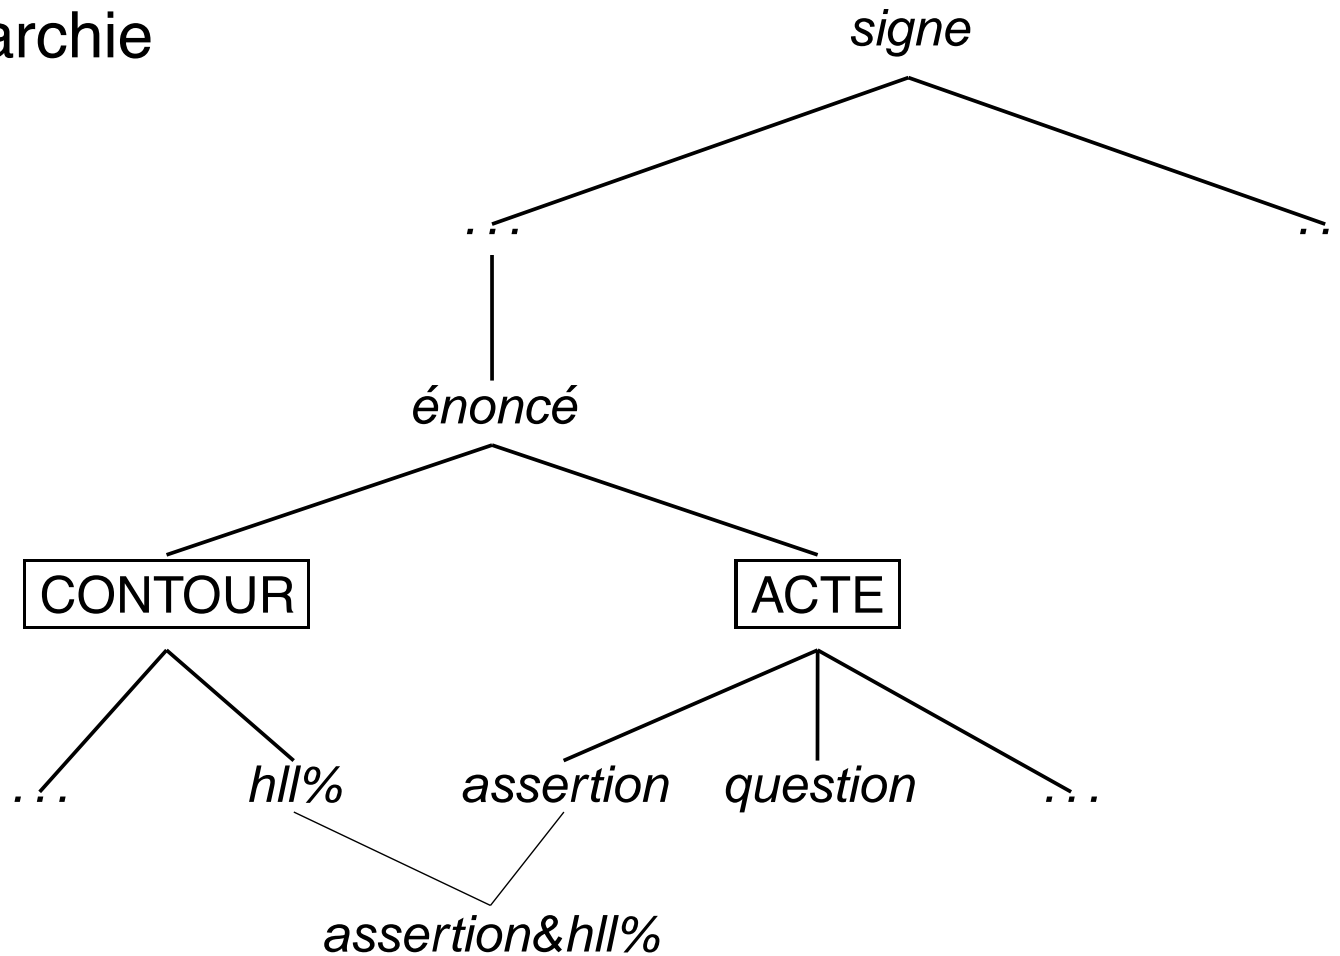 archie
signe
... ..
énoncé
CONTOUR ACTE
... hll% assertion question ...
assertion&hll%